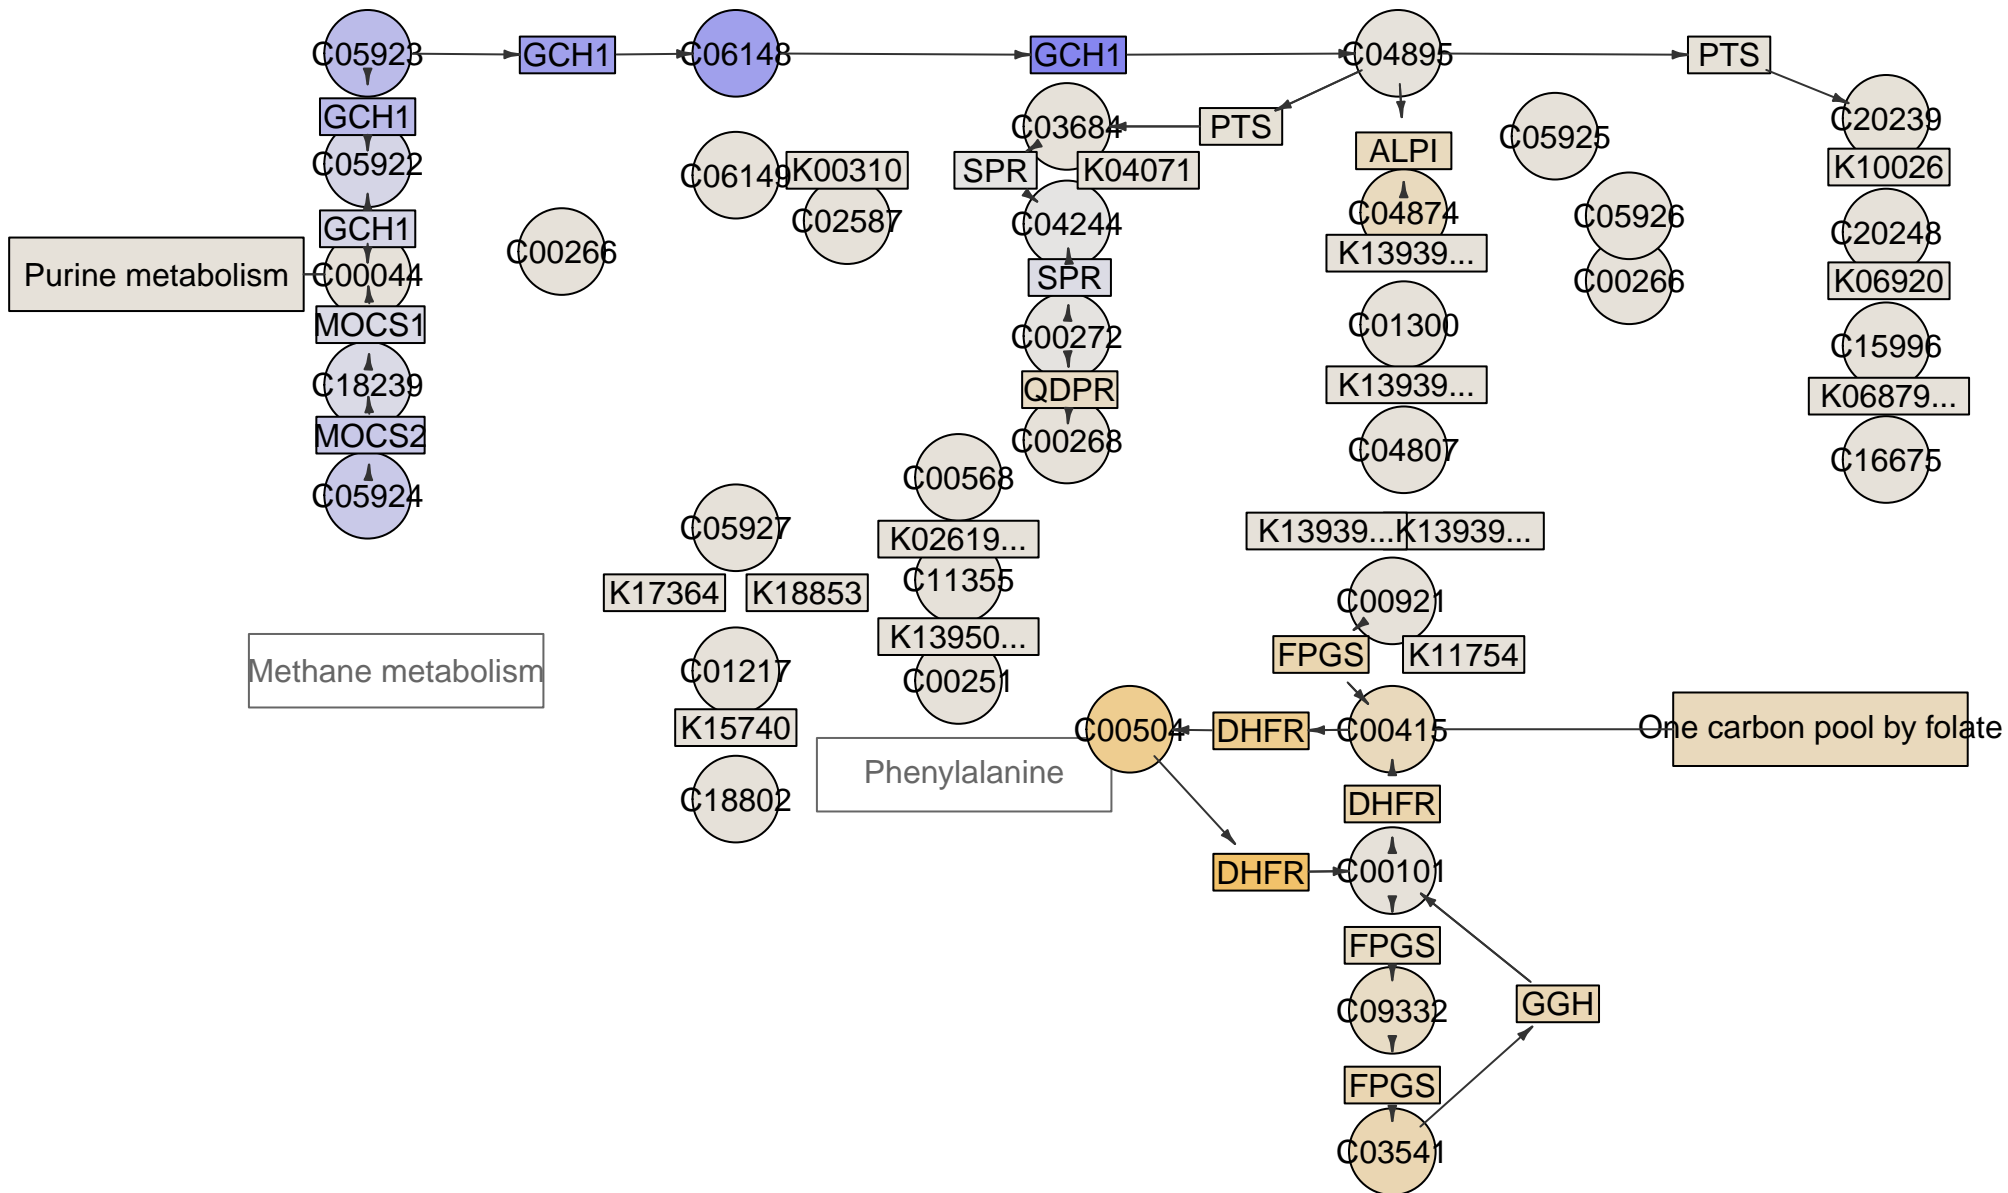 C05923
GCH1
C06148
GCH1
C04895
PTS
GCH1
C03684
PTS
C20239
ALPI
C05925
C05922
C06149
K00310
SPR
K04071
K10026
GCH1
C00266
C02587
C04244
C04874
K13939...
C05926
C20248
Purine metabolism
C00044
SPR
C00266
K06920
MOCS1
C00272
C01300
C15996
C18239
QDPR
K13939...
K06879...
MOCS2
C00268
C04807
C16675
C05924
C00568
C05927
K02619...
K13939...
K13939...
K17364
K18853
C11355
C00921
K13950...
FPGS
K11754
Methane metabolism
C01217
C00251
K15740
C00504
DHFR
C00415
One carbon pool by folate
Phenylalanine
C18802
DHFR
DHFR
C00101
FPGS
C09332
GGH
FPGS
C03541